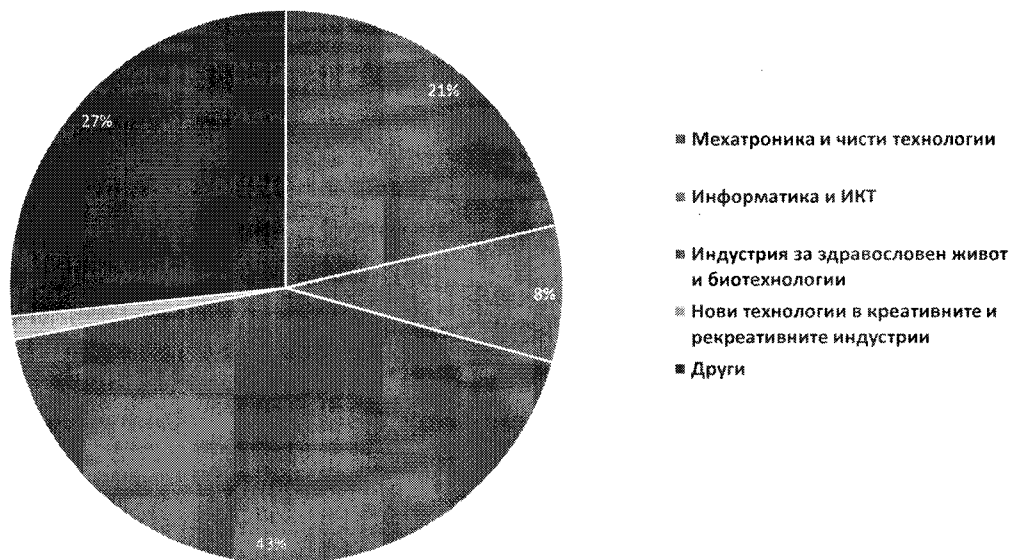 21%
27%
8%
43%
Мехатроника и чисти технологии
Информатика и ИКТ
Индустрия за здравословен живот
и биотехнологии
Нови технологии в креативните и
рекреативните индустрии
Други